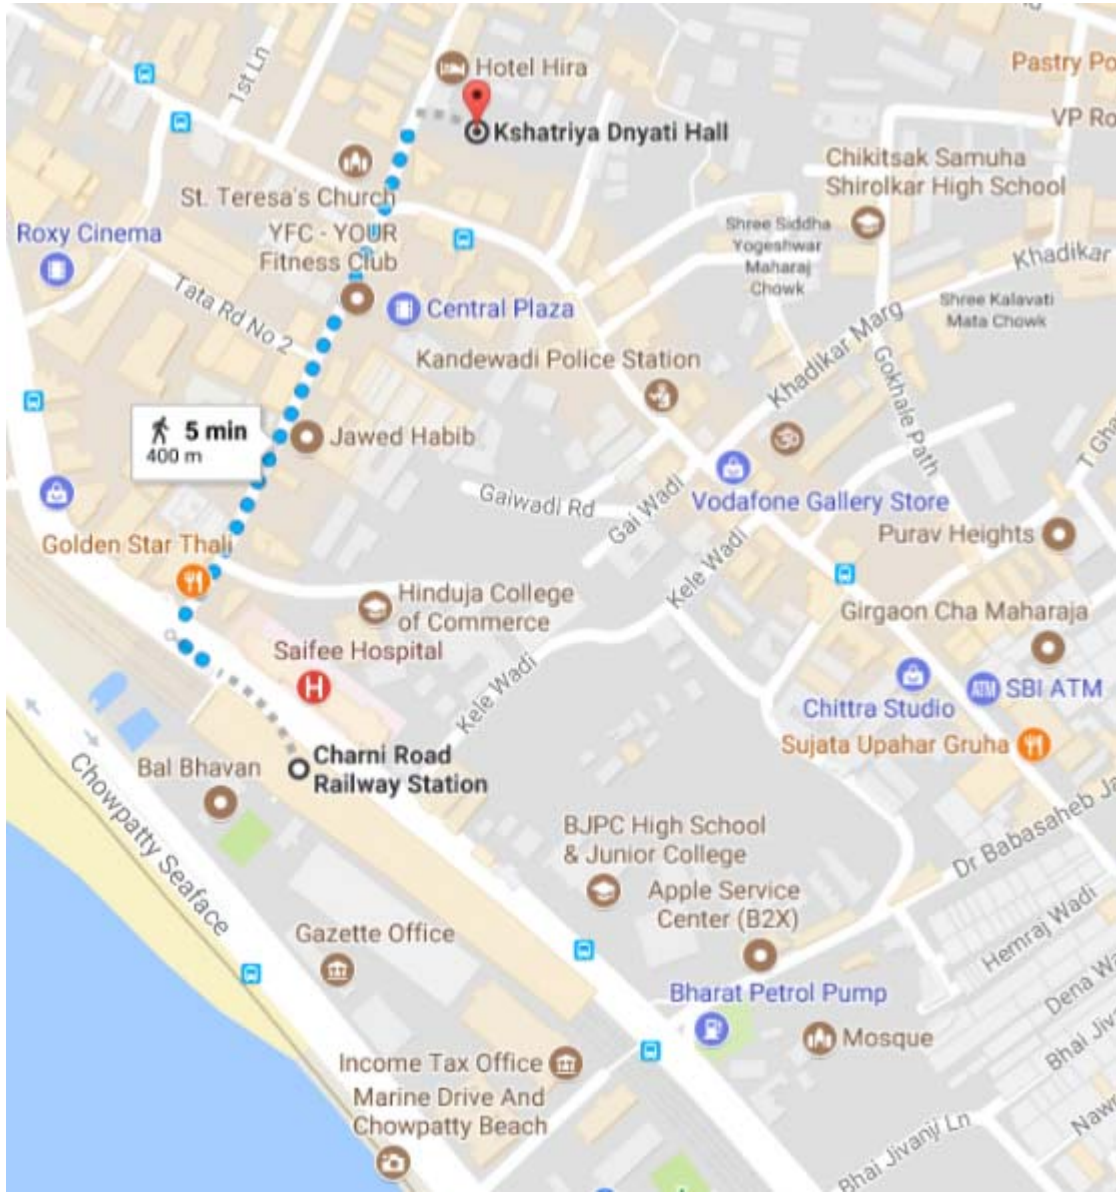 Hotel Hira
Pastry Po
1st Ln
Kshatriya Dnyati Hall
VP Ro
Chikitsak Samuha
Shirolkar High School
St. Teresa's Church
Roxy Cinema
YFC - YOUR
Fitness Club
Shree Siddha
Yogeshwar
Maharaj
Chowk
Khadikar
Tata Rd No 2
Central Plaza
Shree Kalavati
Mata Chowk
Khadikar Marg
Kandewadi Police Station
Gokhale Path
5 min
400 m
Jawed Habib
T Gha
Gaiwadi Rd
Gai Wadi
Vodafone Gallery Store
Golden Star Thali
Purav Heights
Kele Wadi
Hinduja College
of Commerce
Girgaon Cha Maharaja
Saifee Hospital
H
Kele Wadi
ATM
SBI ATM
Chittra Studio
Sujata Upahar Gruha
Charni Road
Railway Station
Bal Bhavan
Chowpatty Seaface
BJPC High School
& Junior College
Dr Babasaheb Ja
Apple Service
Center (B2X)
Gazette Office
Hemraj Wadi
Dena Wa
Bharat Petrol Pump
Mosque
Bhai Jiv
Income Tax Office
Marine Drive And
Chowpatty Beach
Nawr
Bhai Jivanji Ln